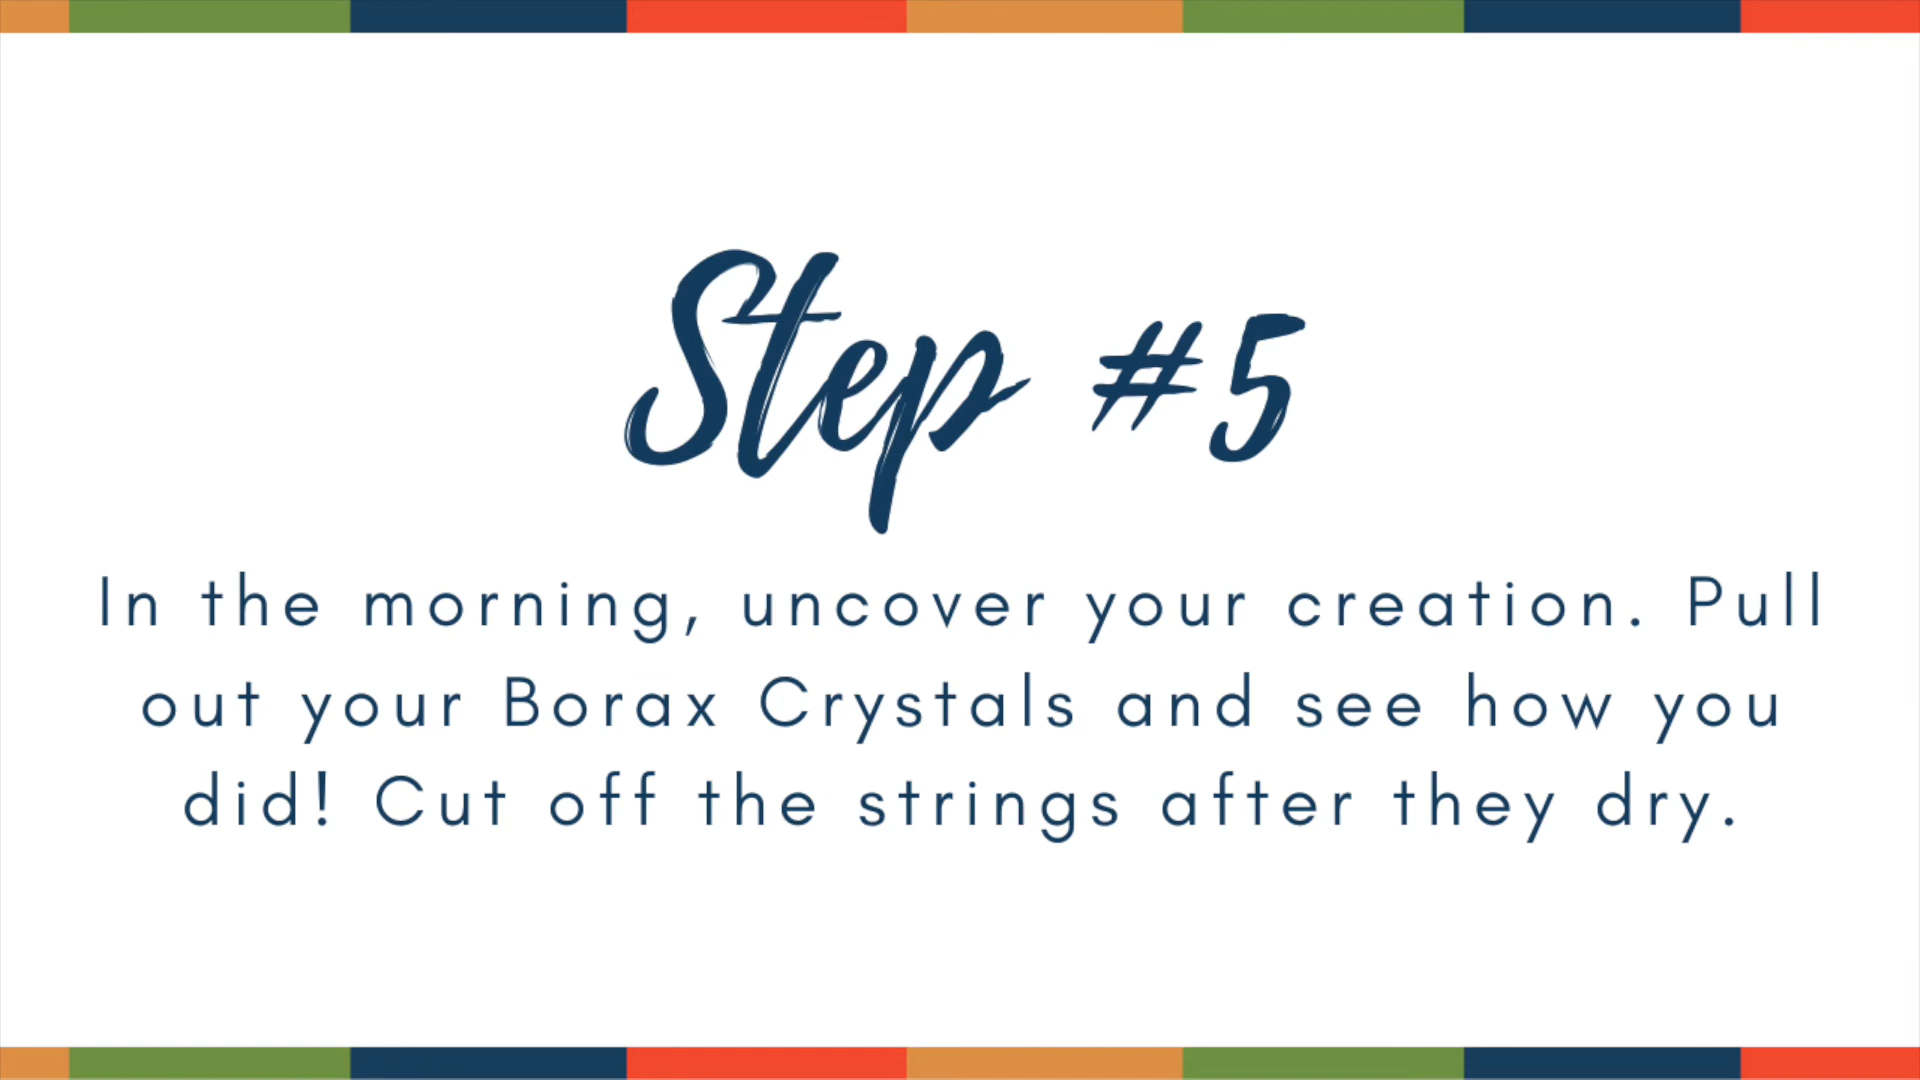 Step #5
In the morning, uncover your creation. Pull
out your Borax Crystals and see how you
did! Cut off the strings after they dry.